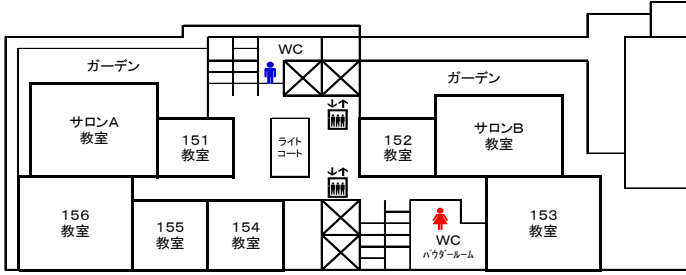 WC
ガーデン
ガーデン
サロンA
教室
151
教室
ライト
コート
152
教室
サロンB
教室
156
教室
155
教室
154
教室
WC
パウダールーム
153
教室